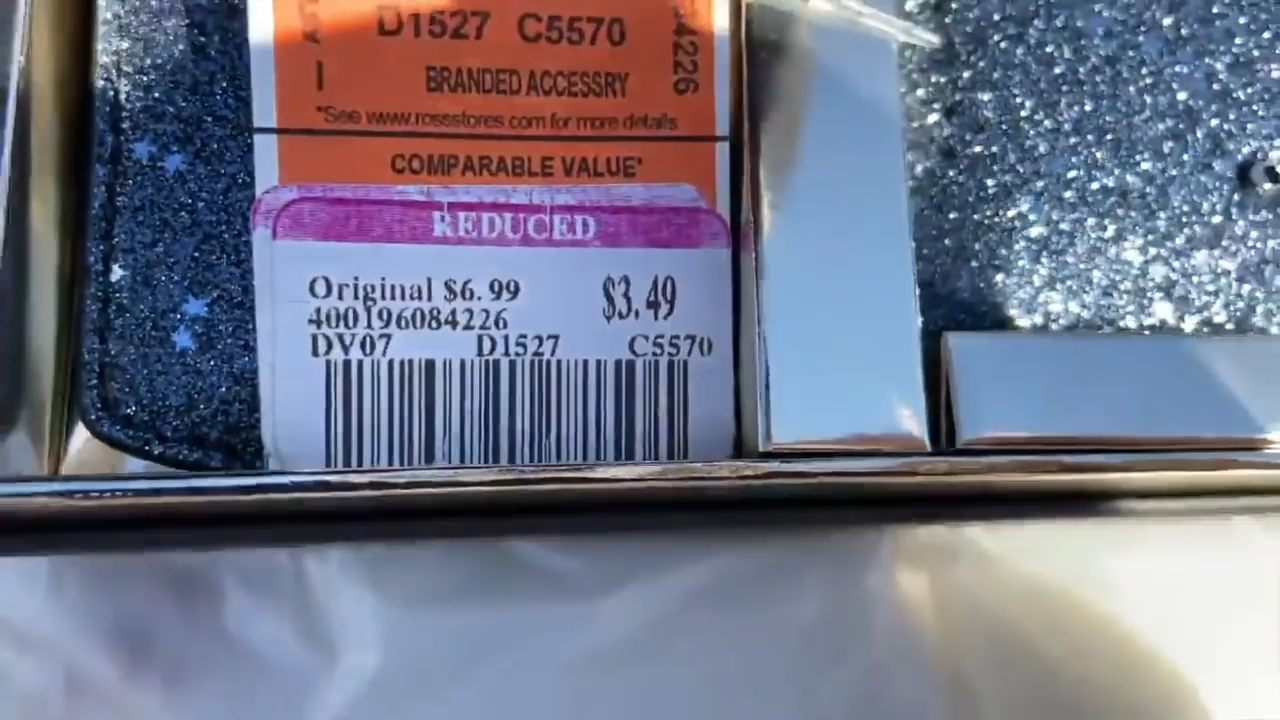 D1527 C5570
4226
I
BRANDED ACCESSRY
*See www.rossstores.com for more details
COMPARABLE VALUE*
REDUCED
Original $6.99
$3.49
400196084226
DV07 D1527 C5570